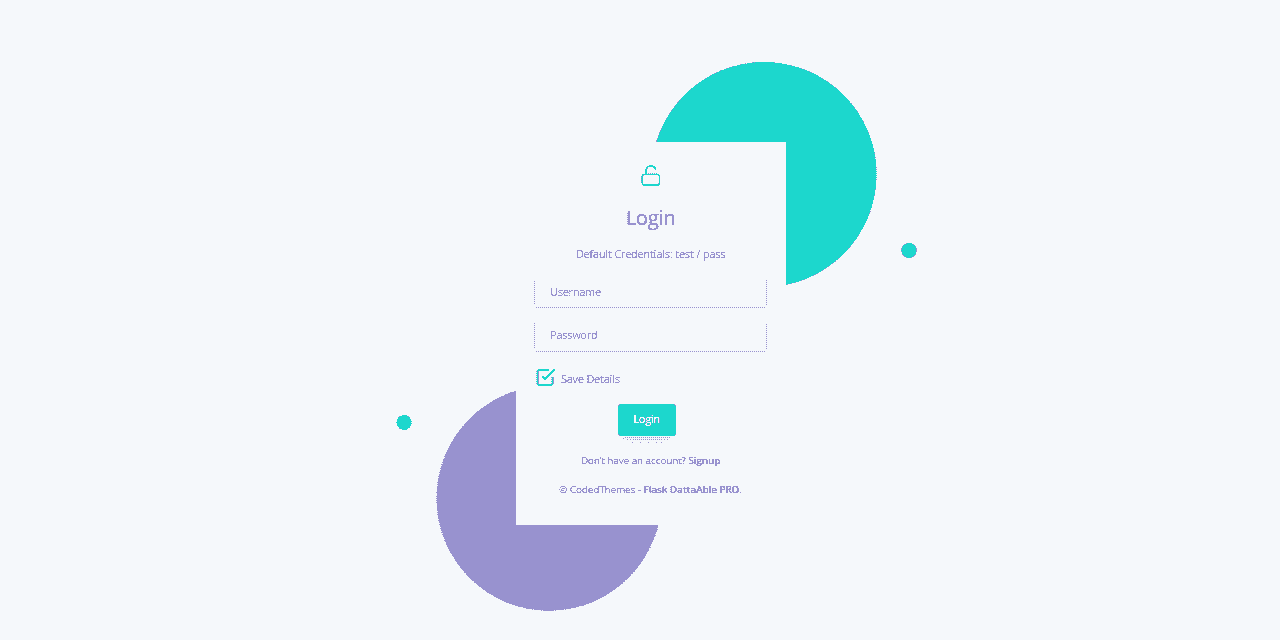 Login
Default Credentials: test / pass
Username
Password
Save Details
Login
Don't have an account? Signup
© CodedThemes - Flask DattaAble PRO.